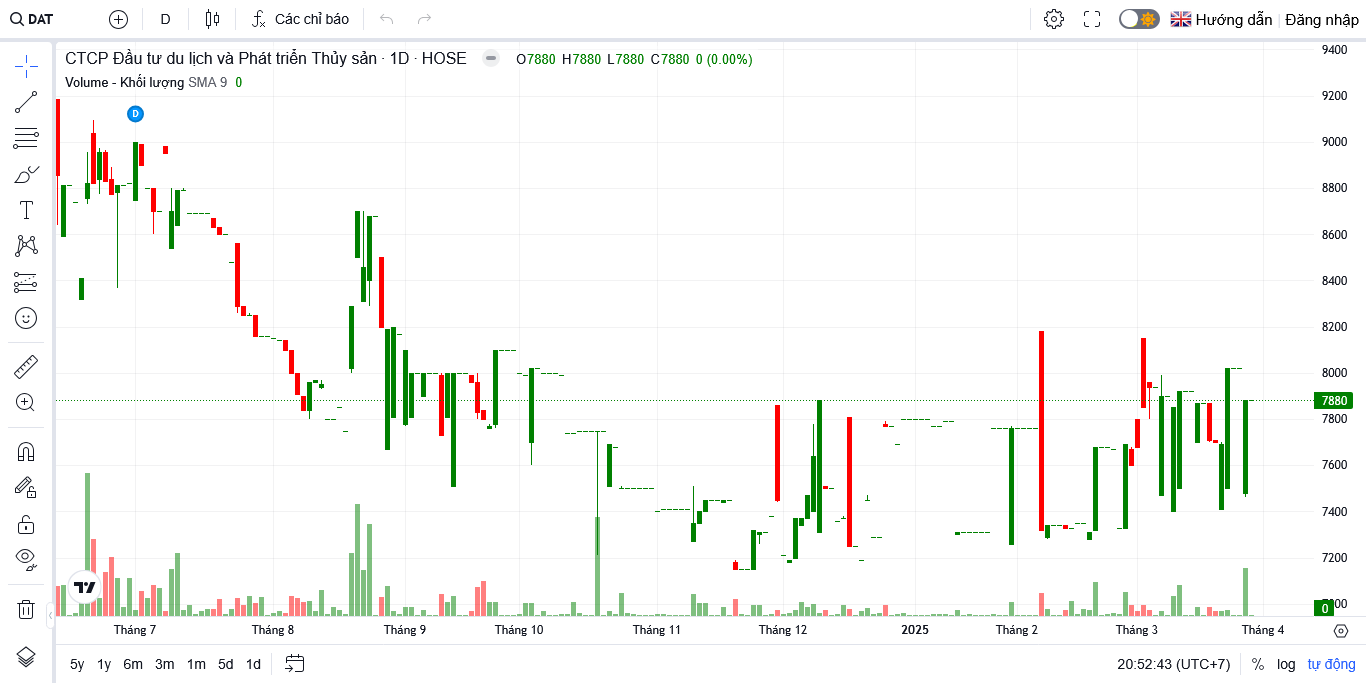 DAT D Các chỉ báo Hướng dẫn Đăng nhập
CTCP Đầu tư du lịch và Phát triển Thủy sản · 1D · HOSE O7880 H7880 L7880 C7880 0 (0.00%)
Volume - Khối lượng SMA 9 0
D
9400
9200
9000
8800
8600
8400
8200
8000
7880
7800
7600
7400
7200
0
Tháng 7 Tháng 8 Tháng 9 Tháng 10 Tháng 11 Tháng 12 2025 Tháng 2 Tháng 3 Tháng 4
5y 1y 6m 3m 1m 5d 1d 20:52:43 (UTC+7) % log tự động